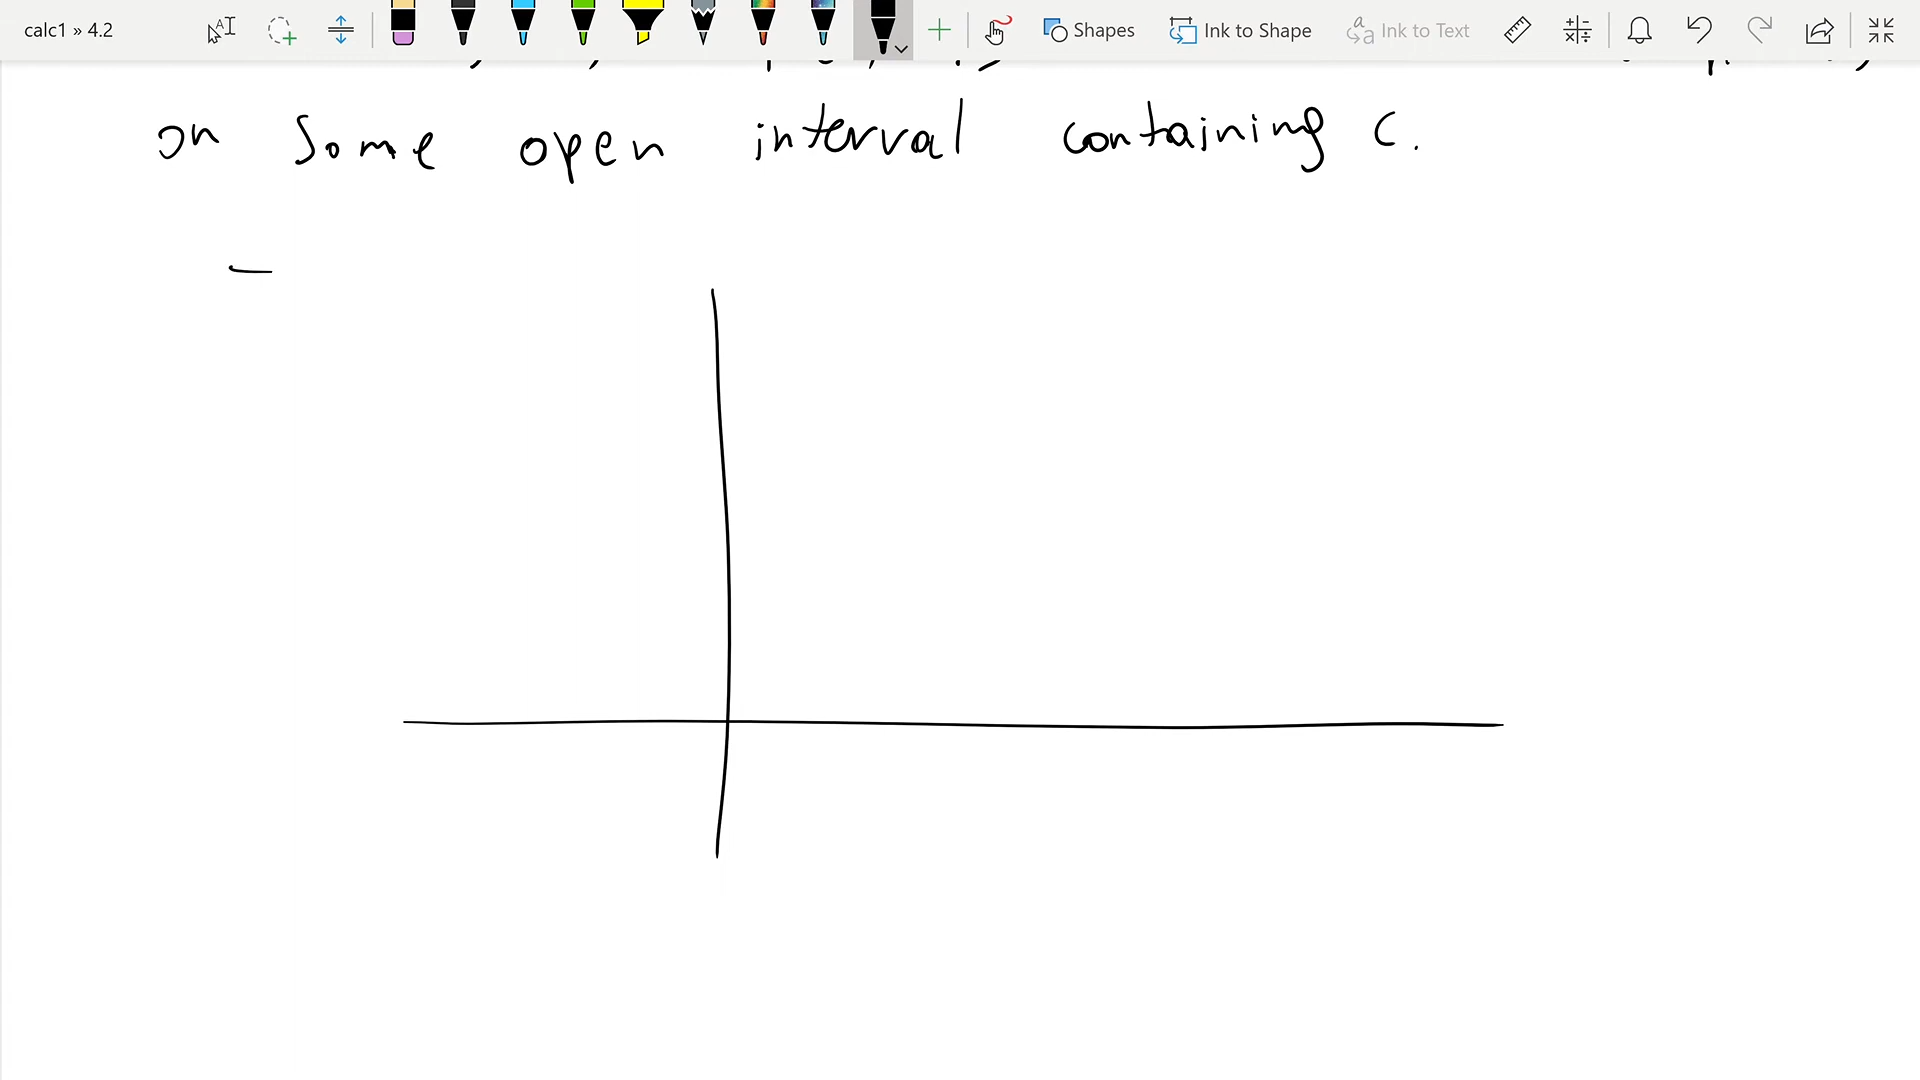 calc1 » 4.2
Shapes
Ink to Shape
Ink to Text
on some open interval containing c.